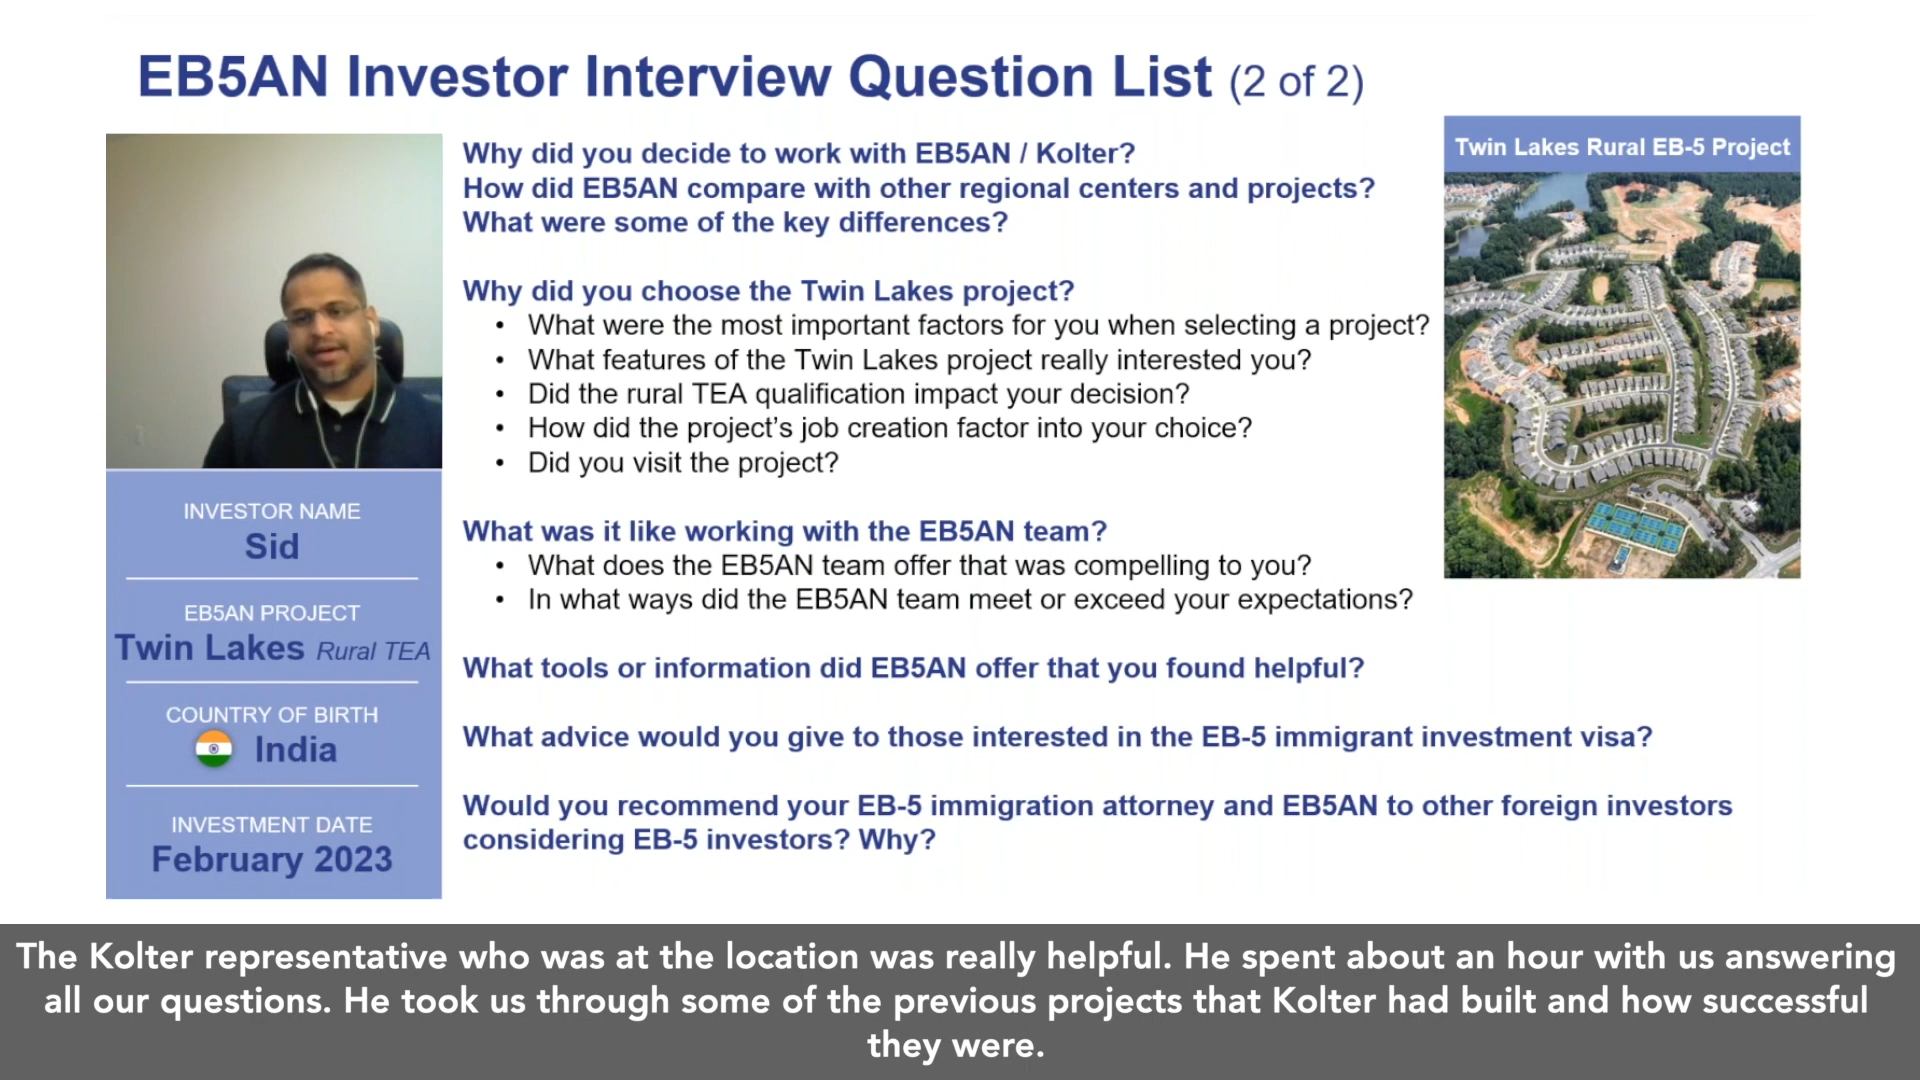 EB5AN Investor Interview Question List (2 of 2)
Twin Lakes Rural EB-5 Project
Why did you decide to work with EB5AN / Kolter?
How did EB5AN compare with other regional centers and projects?
What were some of the key differences?
Why did you choose the Twin Lakes project?
• What were the most important factors for you when selecting a project?
• What features of the Twin Lakes project really interested you?
• Did the rural TEA qualification impact your decision?
• How did the project’s job creation factor into your choice?
• Did you visit the project?
What was it like working with the EB5AN team?
• What does the EB5AN team offer that was compelling to you?
• In what ways did the EB5AN team meet or exceed your expectations?
What tools or information did EB5AN offer that you found helpful?
What advice would you give to those interested in the EB-5 immigrant investment visa?
Would you recommend your EB-5 immigration attorney and EB5AN to other foreign investors
considering EB-5 investors? Why?
INVESTOR NAME
Sid
EB5AN PROJECT
Twin Lakes Rural TEA
COUNTRY OF BIRTH
India
INVESTMENT DATE
February 2023
The Kolter representative who was at the location was really helpful. He spent about an hour with us answering
all our questions. He took us through some of the previous projects that Kolter had built and how successful
they were.